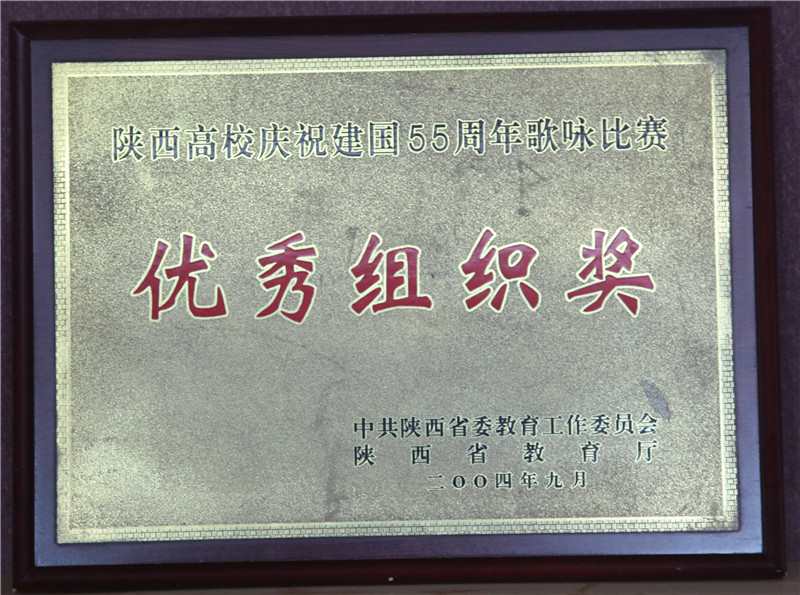 陕西高校庆祝建国55周年歌咏比赛
优秀组织奖
中共陕西省委教育工作委员会
陕西省教育厅
二〇〇四年九月